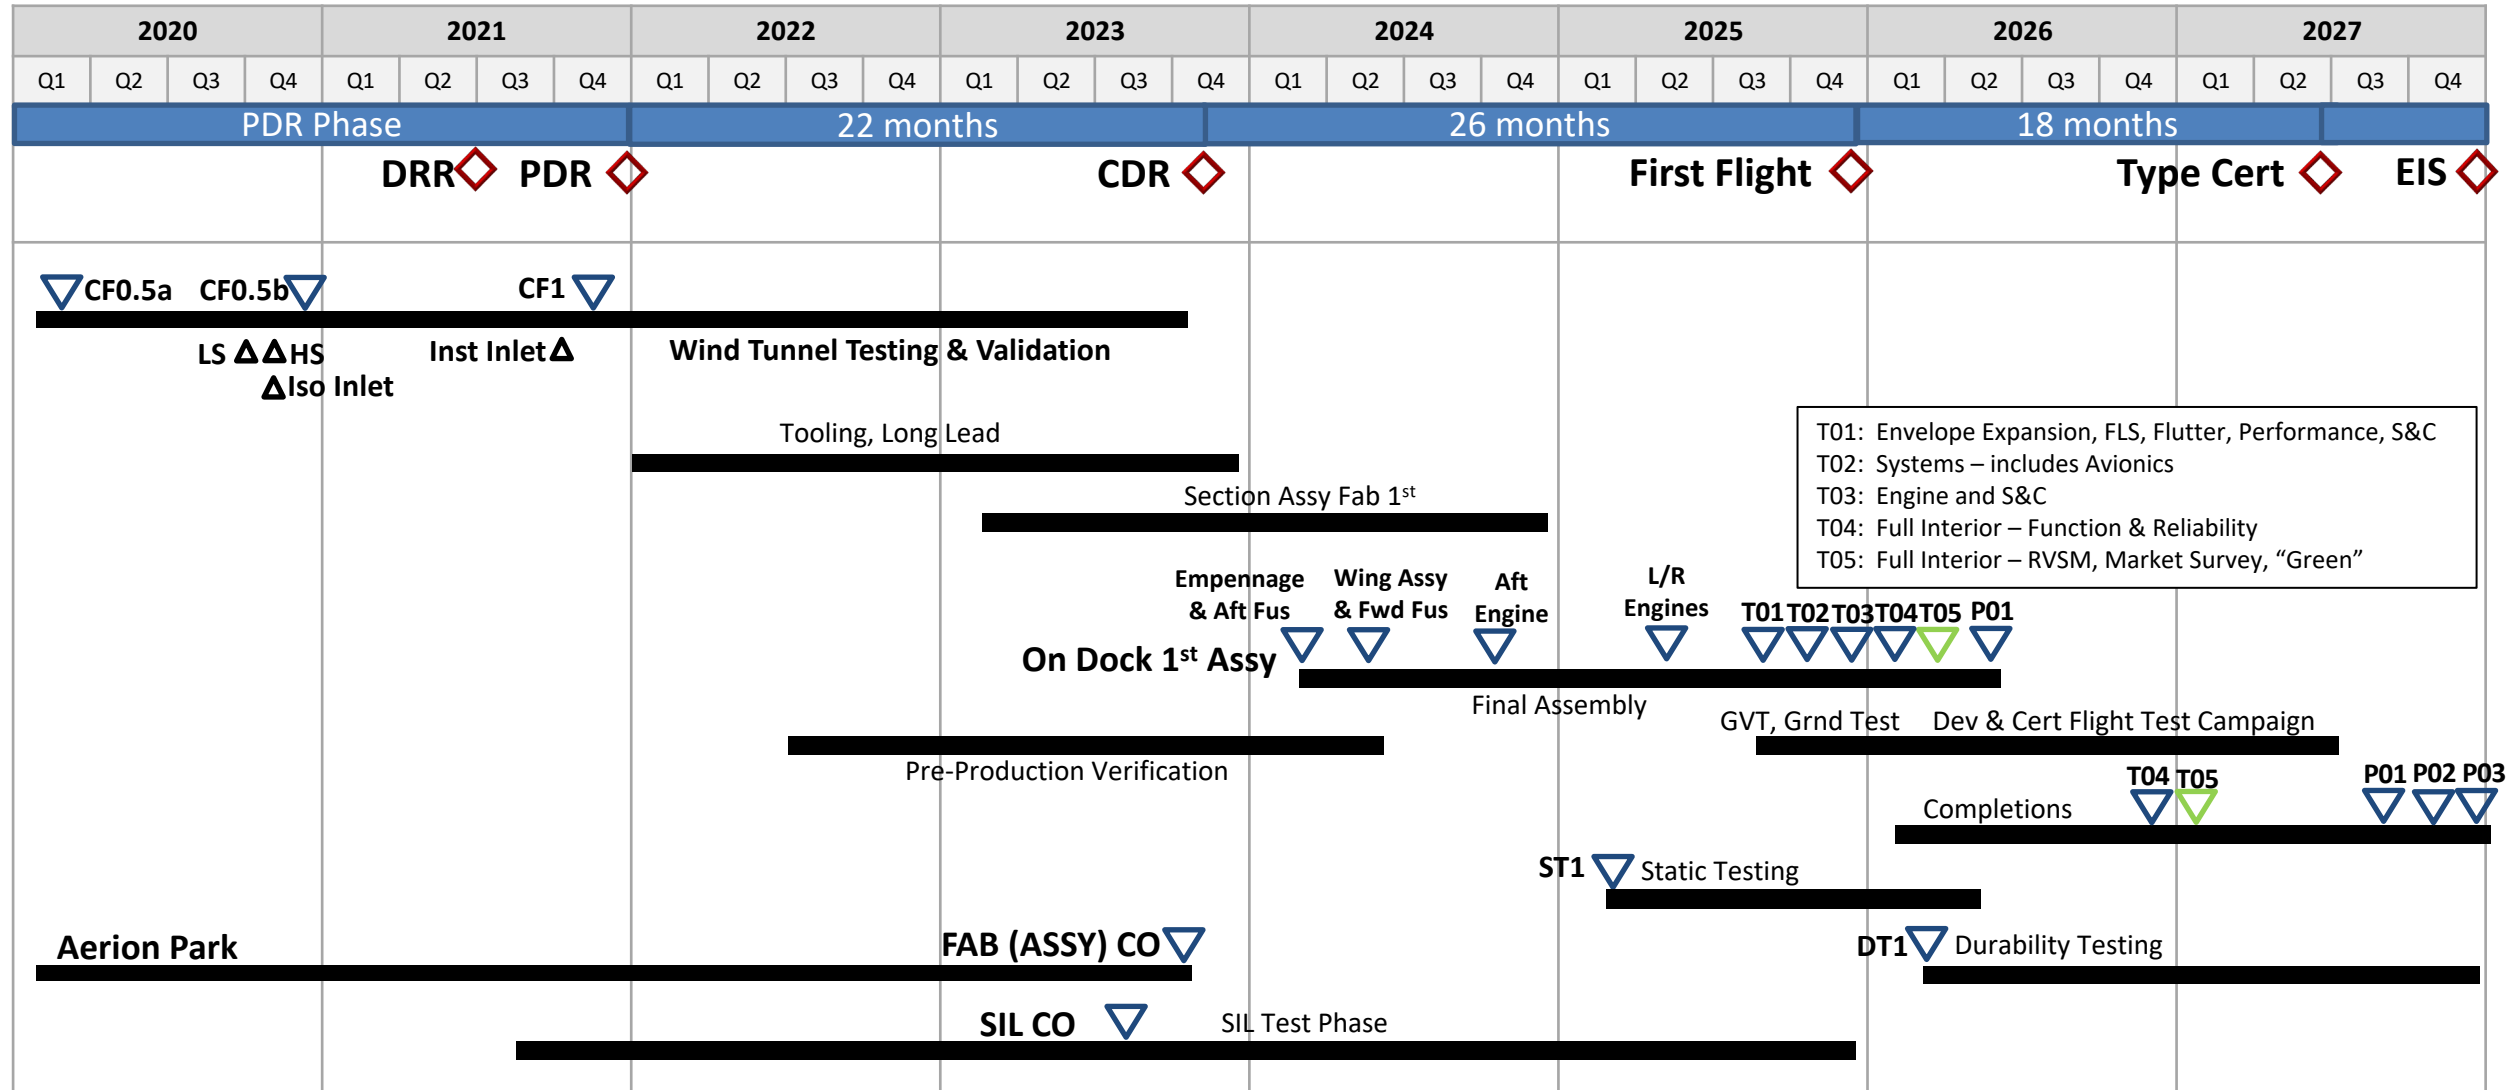 2020 2021 2022 2023 2024 2025 2026 2027
Q1 Q2 Q3 Q4 Q1 Q2 Q3 Q4 Q1 Q2 Q3 Q4 Q1 Q2 Q3 Q4 Q1 Q2 Q3 Q4 Q1 Q2 Q3 Q4 Q1 Q2 Q3 Q4 Q1 Q2 Q3 Q4
PDR Phase 22 months 26 months 18 months
DRR PDR CDR First Flight Type Cert EIS
CF0.5a CF0.5b CF1
LS HS Inst Inlet Wind Tunnel Testing & Validation
Iso Inlet
Tooling, Long Lead
T01: Envelope Expansion, FLS, Flutter, Performance, S&C
T02: Systems – includes Avionics
T03: Engine and S&C
T04: Full Interior – Function & Reliability
T05: Full Interior – RVSM, Market Survey, “Green”
Section Assy Fab 1st
Empennage
& Aft Fus
Wing Assy
& Fwd Fus
Aft
Engine
L/R
Engines
T01 T02 T03 T04 T05 P01
On Dock 1st Assy
Final Assembly
GVT, Grnd Test Dev & Cert Flight Test Campaign
Pre-Production Verification
T04 T05 P01 P02 P03
Completions
ST1 Static Testing
Aerion Park FAB (ASSY) CO DT1 Durability Testing
SIL CO SIL Test Phase